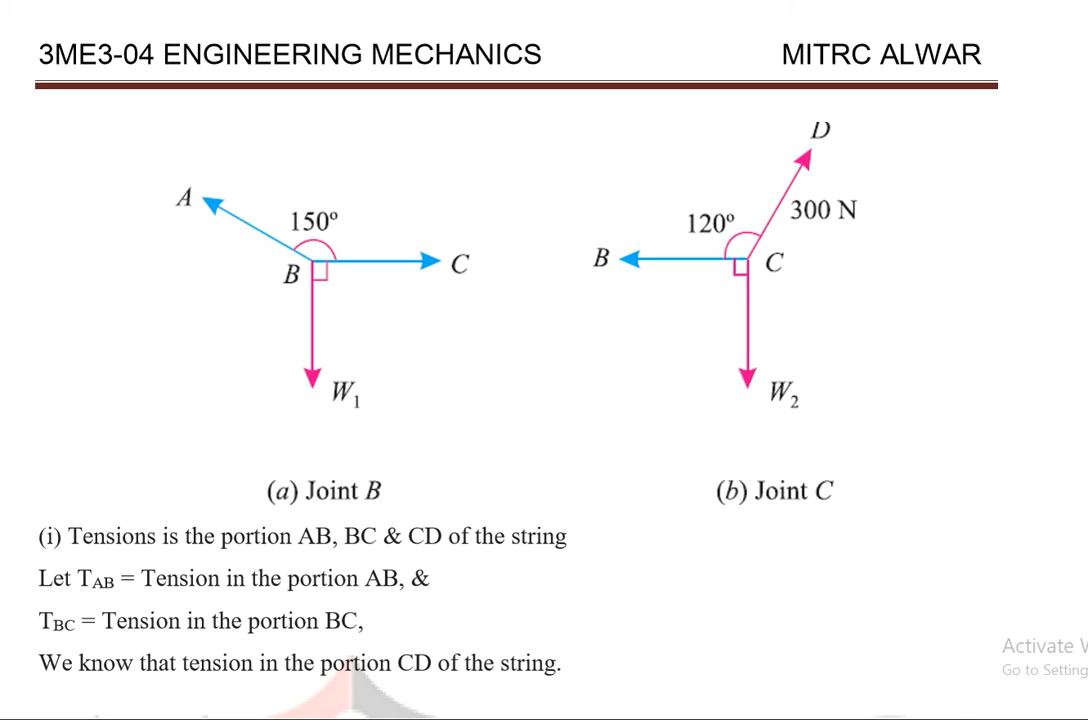 3ME3-04 ENGINEERING MECHANICS MITRC ALWAR
D
A
150º
300 N
120º
B
C
B
C
W1
W2
(a) Joint B
(b) Joint C
(i) Tensions is the portion AB, BC & CD of the string
Let TAB = Tension in the portion AB, &
TBC = Tension in the portion BC,
We know that tension in the portion CD of the string.
Activate
Go to Setting